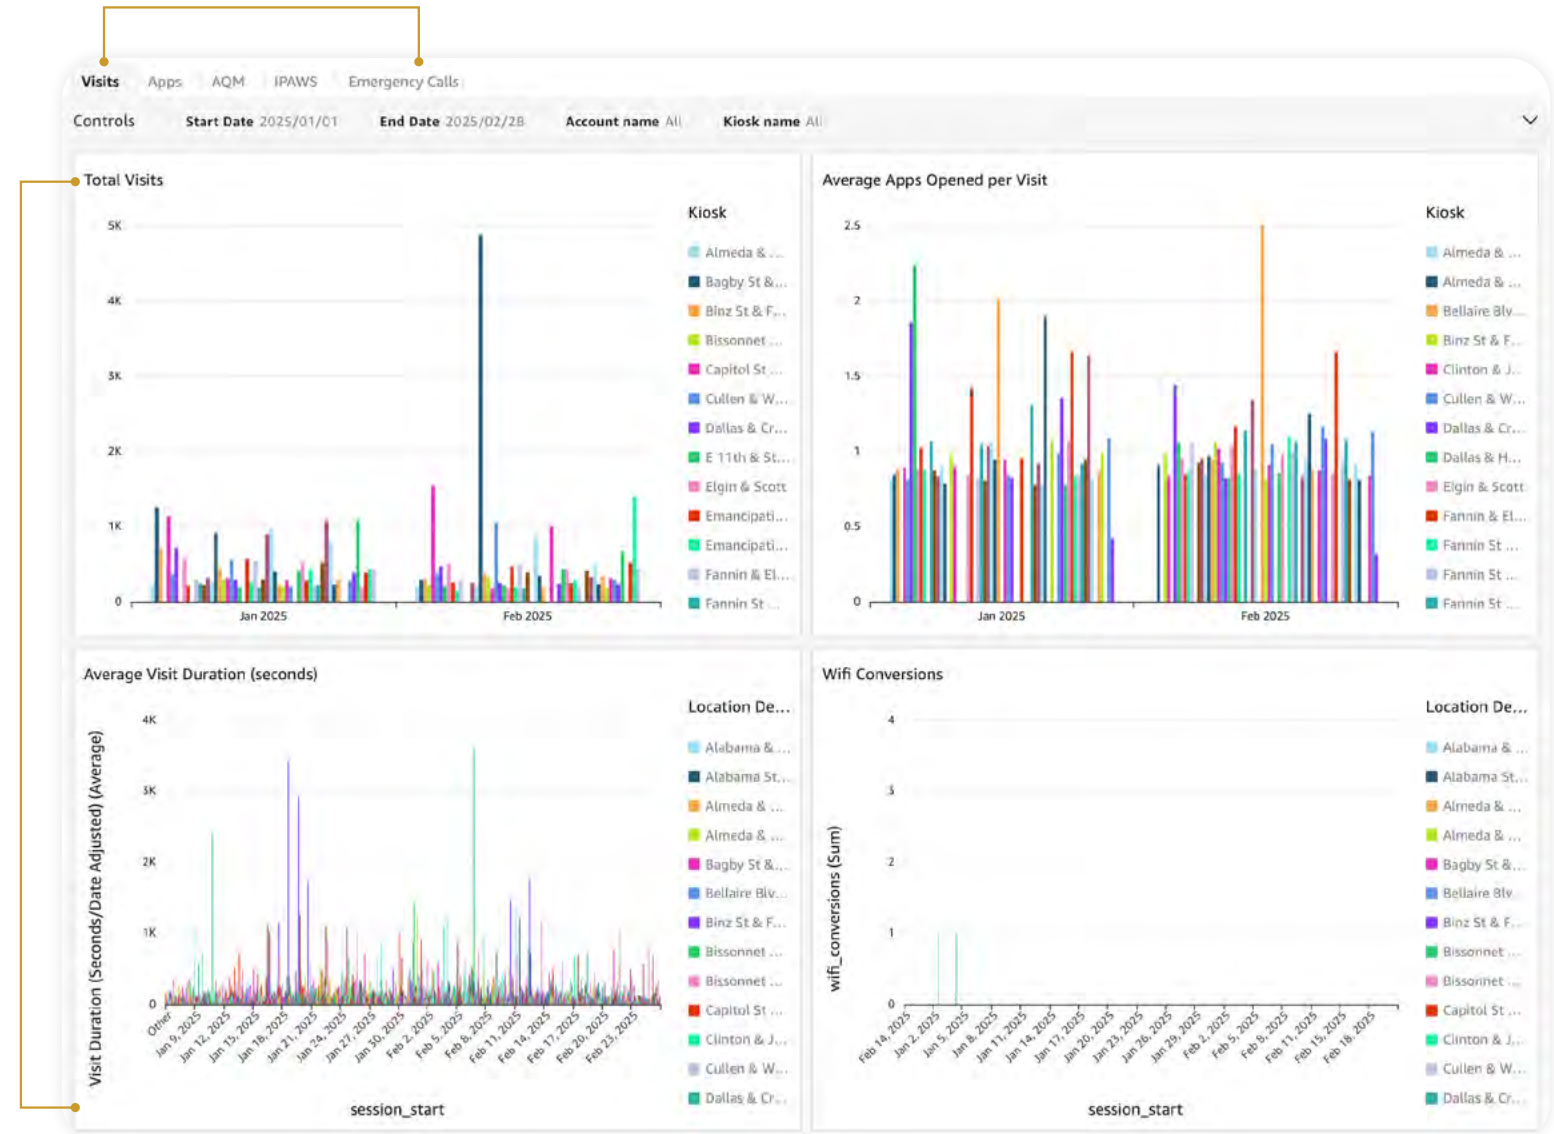 Visits Apps AQM IPAWS Emergency Calls
Controls Start Date 2025/01/01 End Date 2025/02/28 Account name All Kiosk name All
Total Visits
5K
4K
3K
2K
1K
0
Jan 2025 Feb 2025
Kiosk
Almeda & ...
Bagby St &...
Binz St & F...
Bissonnet ...
Capitol St ...
Cullen & W...
Dallas & Cr...
E 11th & St...
Elgin & Scott
Emancipati...
Emancipati...
Fannin & El...
Fannin St ...
Average Apps Opened per Visit
2.5
2
1.5
1
0.5
0
Jan 2025 Feb 2025
Kiosk
Almeda & ...
Almeda & ...
Bellaire Blv...
Binz St & F...
Clinton & J...
Cullen & W...
Dallas & Cr...
Dallas & H...
Elgin & Scott
Fannin & El...
Fannin St ...
Fannin St ...
Fannin St ...
Average Visit Duration (seconds)
Visit Duration (Seconds/Date Adjusted) (Average)
4K
3K
2K
1K
0
Other Jan 9, 2025 Jan 12, 2025 Jan 15, 2025 Jan 18, 2025 Jan 21, 2025 Jan 24, 2025 Jan 27, 2025 Jan 30, 2025 Feb 2, 2025 Feb 5, 2025 Feb 8, 2025 Feb 11, 2025 Feb 14, 2025 Feb 17, 2025 Feb 20, 2025 Feb 23, 2025
session_start
Location De...
Alabama & ...
Alabama St...
Almeda & ...
Almeda & ...
Bagby St &...
Bellaire Blv...
Binz St & F...
Bissonnet ...
Bissonnet ...
Capitol St ...
Clinton & J...
Cullen & W...
Dallas & Cr...
Wifi Conversions
wifi_conversions (Sum)
4
3
2
1
0
Feb 14, 2025 Jan 2, 2025 Jan 5, 2025 Jan 8, 2025 Jan 11, 2025 Jan 14, 2025 Jan 17, 2025 Jan 20, 2025 Jan 23, 2025 Jan 26, 2025 Jan 29, 2025 Feb 2, 2025 Feb 5, 2025 Feb 8, 2025 Feb 11, 2025 Feb 15, 2025 Feb 18, 2025
session_start
Location De...
Alabama & ...
Alabama St...
Almeda & ...
Almeda & ...
Bagby St &...
Bellaire Blv...
Binz St & F...
Bissonnet ...
Bissonnet ...
Capitol St ...
Clinton & J...
Cullen & W...
Dallas & Cr...